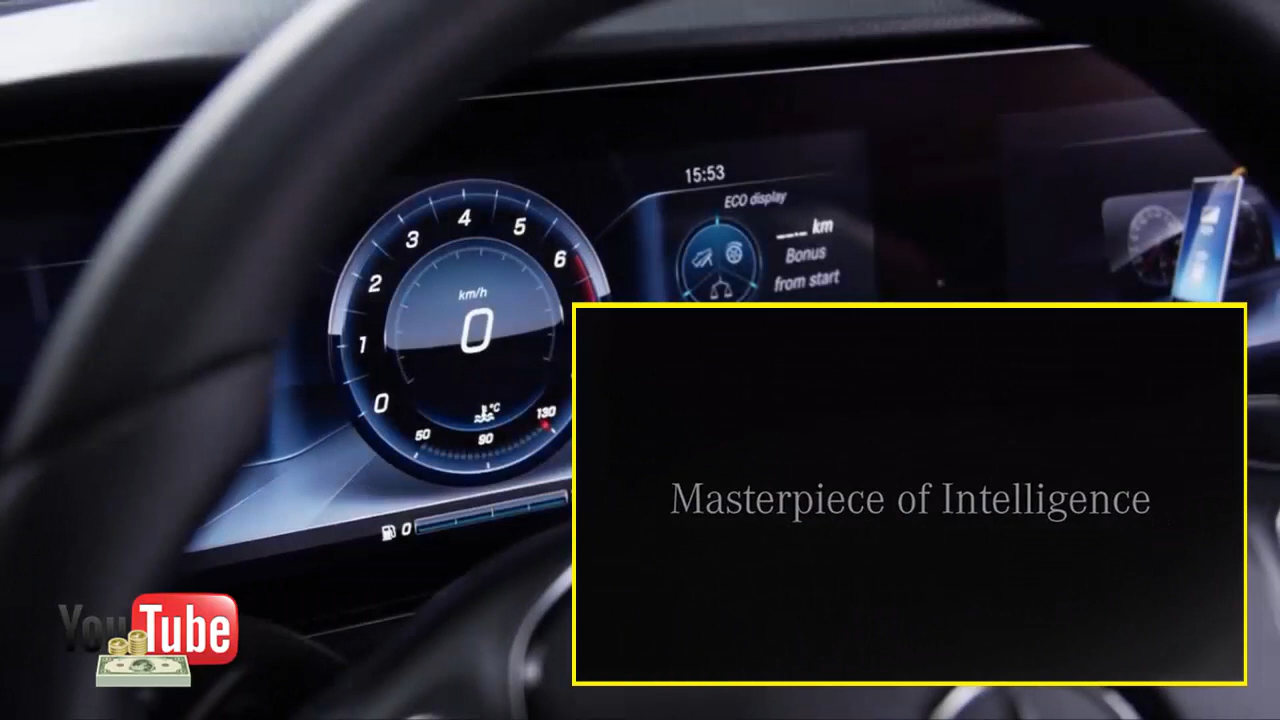 15:53
ECO display
km
Bonus
from start
4
3
5
2
6
km/h
1
0
0
°C
50
90
130
0
Masterpiece of Intelligence
YouTube